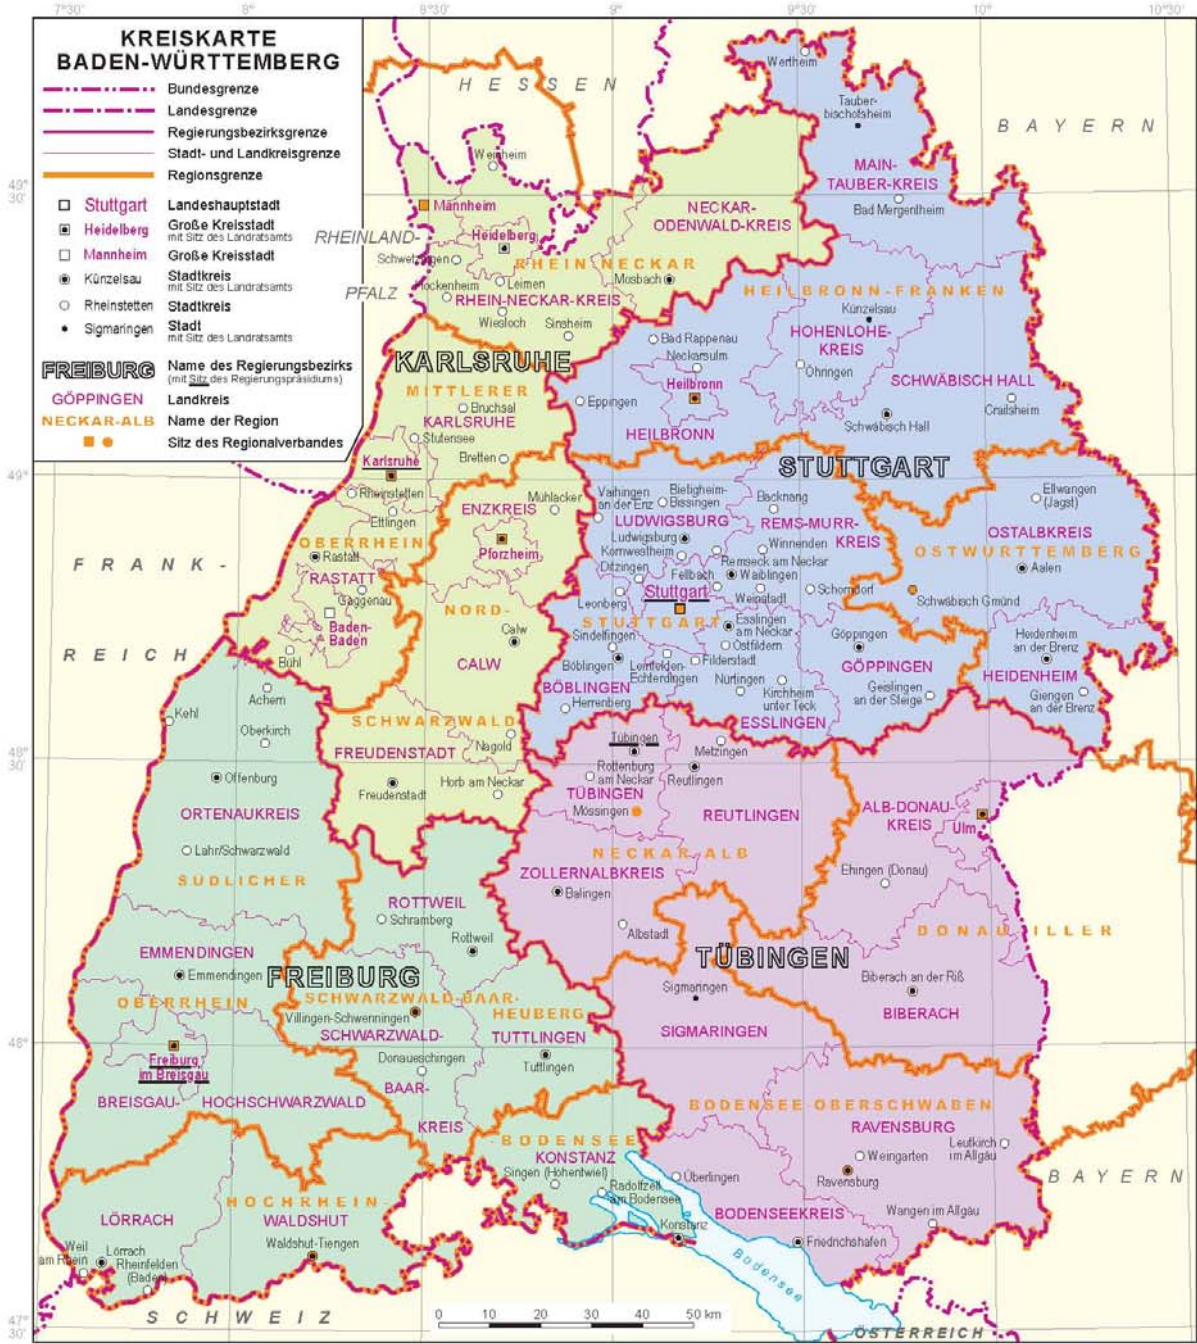 7°30'
8°
8°30'
9°
9°30'
10°
10°30'
KREISKARTE
BADEN-WÜRTTEMBERG
Bundesgrenze
Landesgrenze
Regierungsbezirksgrenze
Stadt- und Landkreisgrenze
Regionsgrenze
Stuttgart Landeshauptstadt
Heidelberg Große Kreisstadt
mit Sitz des Landratsamts
Mannheim Große Kreisstadt
Künzelsau Stadtkreis
mit Sitz des Landratsamts
Rheinstetten Stadtkreis
Sigmaringen Stadt
mit Sitz des Landratsamts
FREIBURG Name des Regierungsbezirks
(mit Sitz des Regierungspräsidiums)
GÖPPINGEN Landkreis
NECKAR-ALB Name der Region
Sitz des Regionalverbandes
HESSEN
BAYERN
RHEINLAND-
PFALZ
FRANK-
REICH
SCHWEIZ
ÖSTERREICH
BAYERN
49°
30'
49°
48°
30'
48°
47°
30'
Wertheim
Tauber-
bischofsheim
MAIN-
TAUBER-KREIS
Bad Mergentheim
Weinheim
Mannheim
Heidelberg
NECKAR-
ODENWALD-KREIS
Schwetzingen
RHEIN-NECKAR
Mosbach
Hockenheim
Leimen
RHEIN-NECKAR-KREIS
Wiesloch
Sinsheim
HEILBRONN-FRANKEN
Künzelsau
HOHENLOHE-
KREIS
Bad Rappenau
Neckarsulm
Öhringen
Heilbronn
Eppingen
HEILBRONN
SCHWÄBISCH HALL
Crailsheim
Schwäbisch Hall
KARLSRUHE
MITTLERER
Bruchsal
KARLSRUHE
Stutensee
Bretten
Karlsruhe
Rheinstetten
Ettlingen
OBERRHEIN
Rastatt
RASTATT
Gaggenau
Baden-
Baden
Bühl
Mühlacker
ENZKREIS
Pforzheim
NORD-
Calw
CALW
SCHWARZWALD
Nagold
FREUDENSTADT
Freudenstadt
Horb am Neckar
STUTTGART
Vaihingen
an der Enz
Bietigheim-
Bissingen
Backnang
LUDWIGSBURG
REMS-MURR-
KREIS
Ludwigsburg
Kornwestheim
Winnenden
Ditzingen
Remseck am Neckar
Fellbach
Waiblingen
Leonberg
Stuttgart
Weinstadt
Schorndorf
STUTTGART
Sindelfingen
Esslingen
am Neckar
Ostfildern
Böblingen
Leinfelden-
Echterdingen
Filderstadt
BÖBLINGEN
Nürtingen
Herrenberg
Kirchheim
unter Teck
ESSLINGEN
Göppingen
GÖPPINGEN
Geislingen
an der Steige
Ellwangen
(Jagst)
OSTALBKREIS
OSTWÜRTTEMBERG
Aalen
Schwäbisch Gmünd
Heidenheim
an der Brenz
HEIDENHEIM
Giengen
an der Brenz
Achern
Kehl
Oberkirch
Offenburg
ORTENAUKREIS
Lahr/Schwarzwald
SÜDLICHER
EMMENDINGEN
Emmendingen
OBERRHEIN
Freiburg
im Breisgau
BREISGAU-
HOCHSCHWARZWALD
FREIBURG
ROTTWEIL
Schramberg
Rottweil
SCHWARZWALD-BAAR-
HEUBERG
Villingen-Schwenningen
SCHWARZWALD-
BAAR-
KREIS
Donaueschingen
TUTTLINGEN
Tuttlingen
BODENSEE
KONSTANZ
Singen (Hohentwiel)
Radolfzell
am Bodensee
Konstanz
HOCHRHEIN-
LÖRRACH
WALDSHUT
Waldshut-Tiengen
Weil
am Rhein
Lörrach
Rheinfelden
(Baden)
Tübingen
Metzingen
Rottenburg
am Neckar
Reutlingen
TÜBINGEN
Mössingen
REUTLINGEN
NECKAR-ALB
ZOLLERNALBKREIS
Balingen
Albstadt
ALB-DONAU-
KREIS
Ulm
Ehingen (Donau)
DONAU-ILLER
TÜBINGEN
Sigmaringen
SIGMARINGEN
Biberach an der Riß
BIBERACH
BODENSEE-OBERSCHWABEN
RAVENSBURG
Leutkirch
im Allgäu
Weingarten
Ravensburg
Überlingen
BODENSEEKREIS
Wangen im Allgäu
Friedrichshafen
Bodensee
0 10 20 30 40 50 km